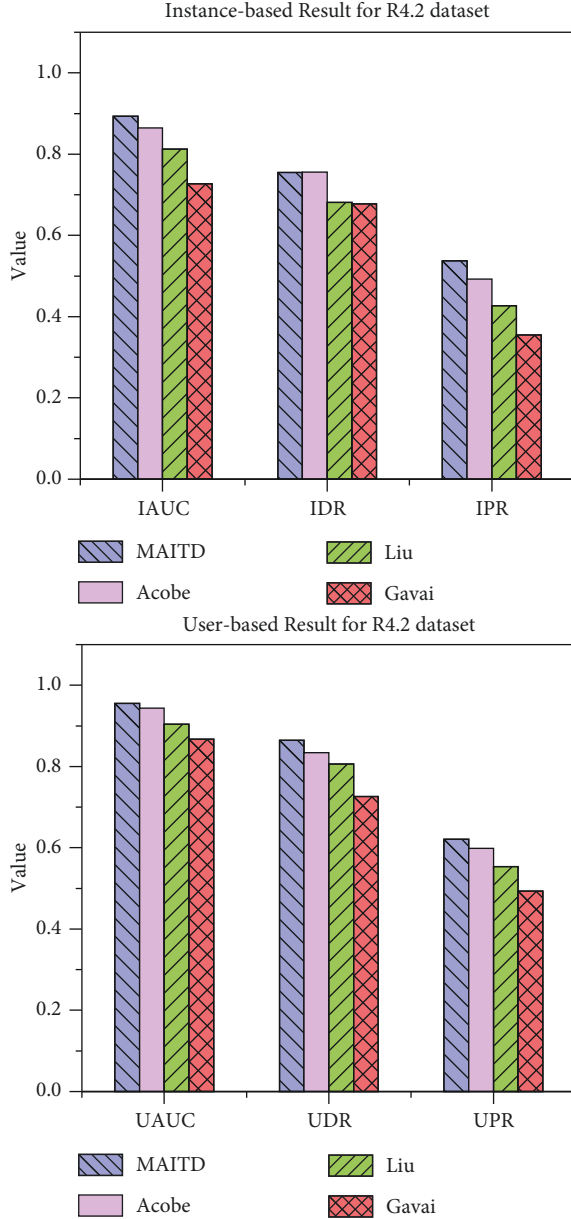 Instance-based Result for R4.2 dataset
1.0
0.8
0.6
0.4
0.2
0.0
Value
IAUC IDR IPR
MAITD Liu
Acobe Gavai
User-based Result for R4.2 dataset
1.0
0.8
0.6
0.4
0.2
0.0
Value
UAUC UDR UPR
MAITD Liu
Acobe Gavai